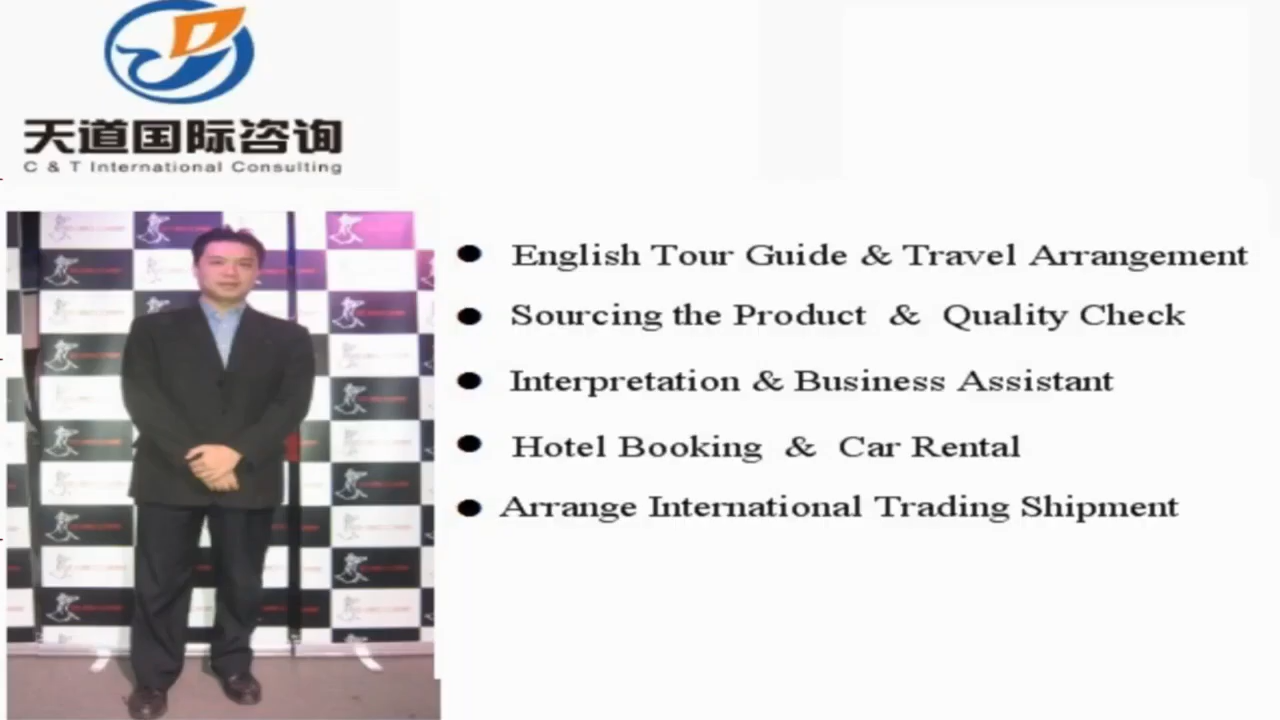 天道国际咨询
C & T International Consulting
● English Tour Guide & Travel Arrangement
● Sourcing the Product & Quality Check
● Interpretation & Business Assistant
● Hotel Booking & Car Rental
● Arrange International Trading Shipment